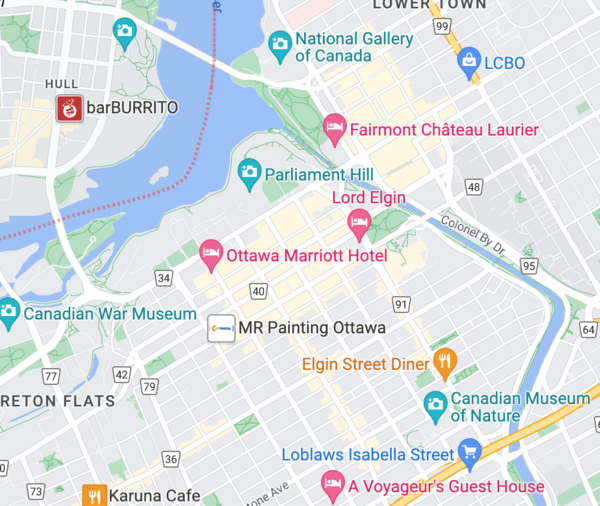 LOWER TOWN
99
National Gallery
of Canada
LCBO
HULL
barBURRITO
Fairmont Château Laurier
Parliament Hill
48
Lord Elgin
Colonel By Dr
Ottawa Marriott Hotel
95
34
40
91
Canadian War Museum
MR Painting Ottawa
64
Elgin Street Diner
77
42
79
RETON FLATS
Canadian Museum
of Nature
Loblaws Isabella Street
36
A Voyageur's Guest House
73
Karuna Cafe
stone Ave